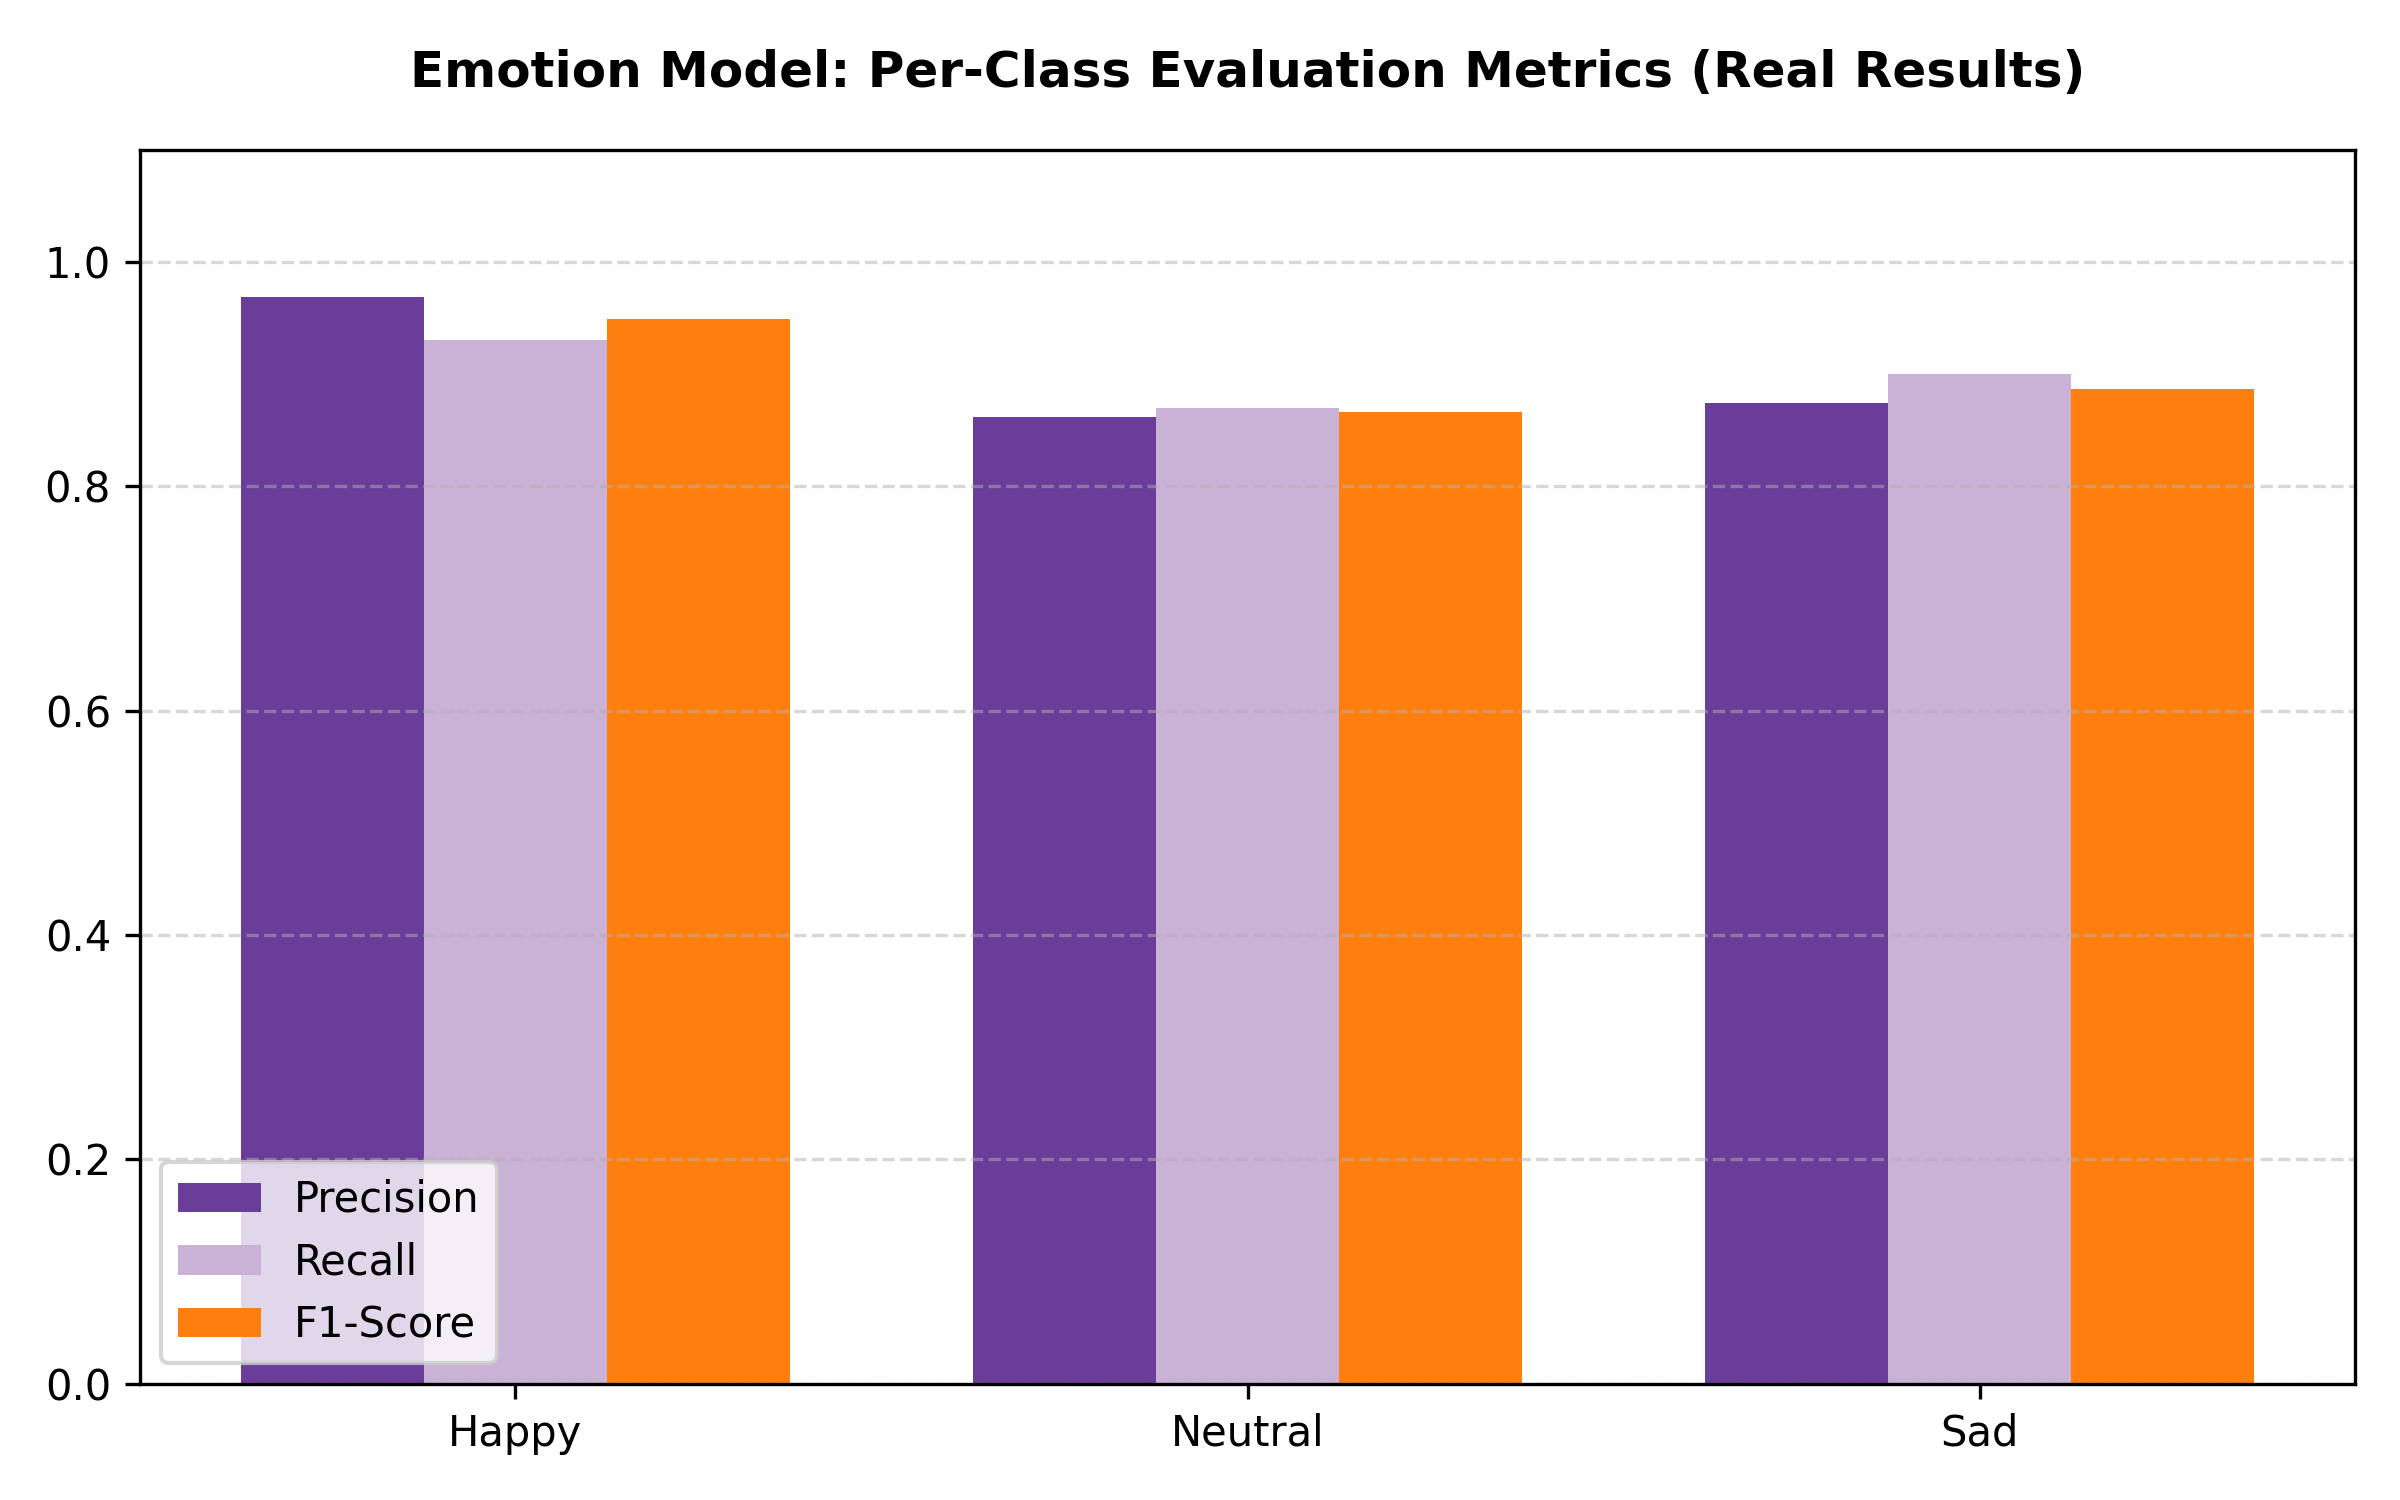 Emotion Model: Per-Class Evaluation Metrics (Real Results)
1.0
0.8
0.6
0.4
0.2
0.0
Precision
Recall
F1-Score
Happy
Neutral
Sad